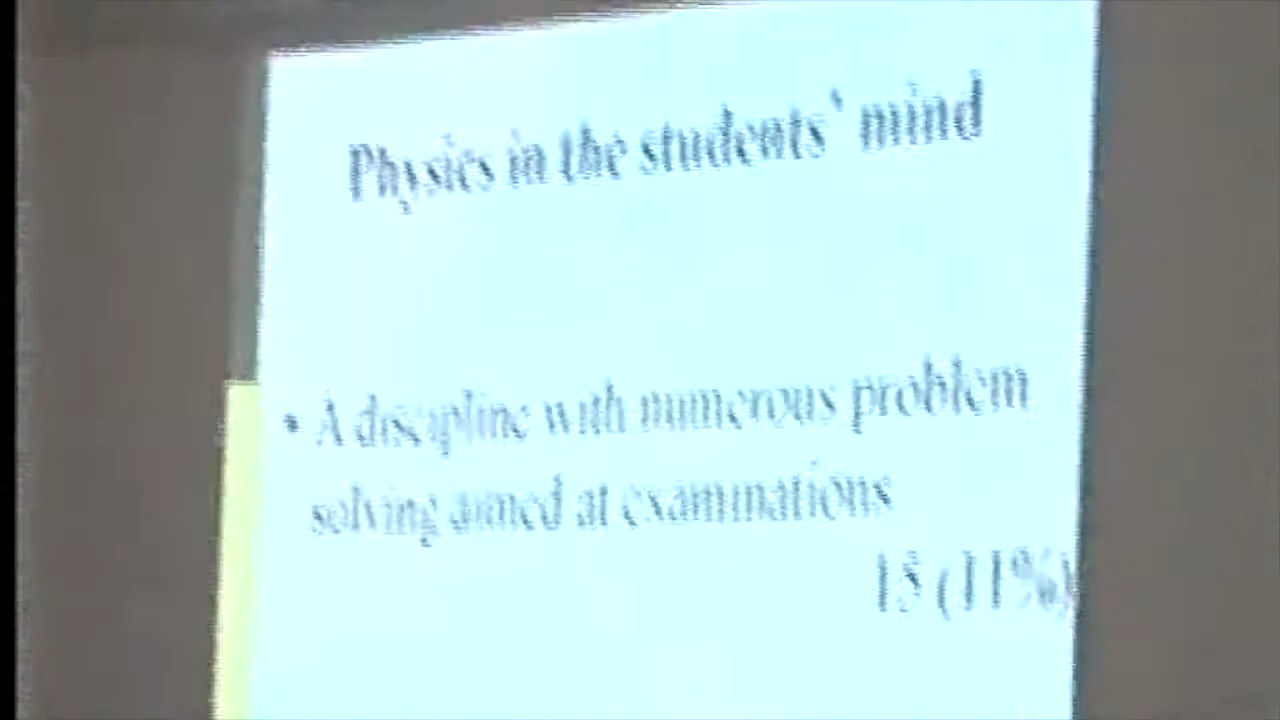 Physics in the students' mind
• A discipline with numerous problem
solving aimed at examinations
15 (11%)